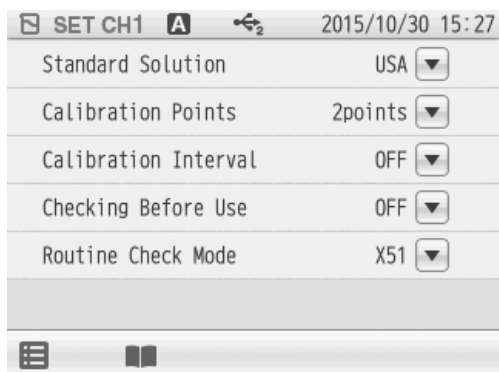 SET CH1 A 2 2015/10/30 15:27
Standard Solution USA
Calibration Points 2points
Calibration Interval OFF
Checking Before Use OFF
Routine Check Mode X51